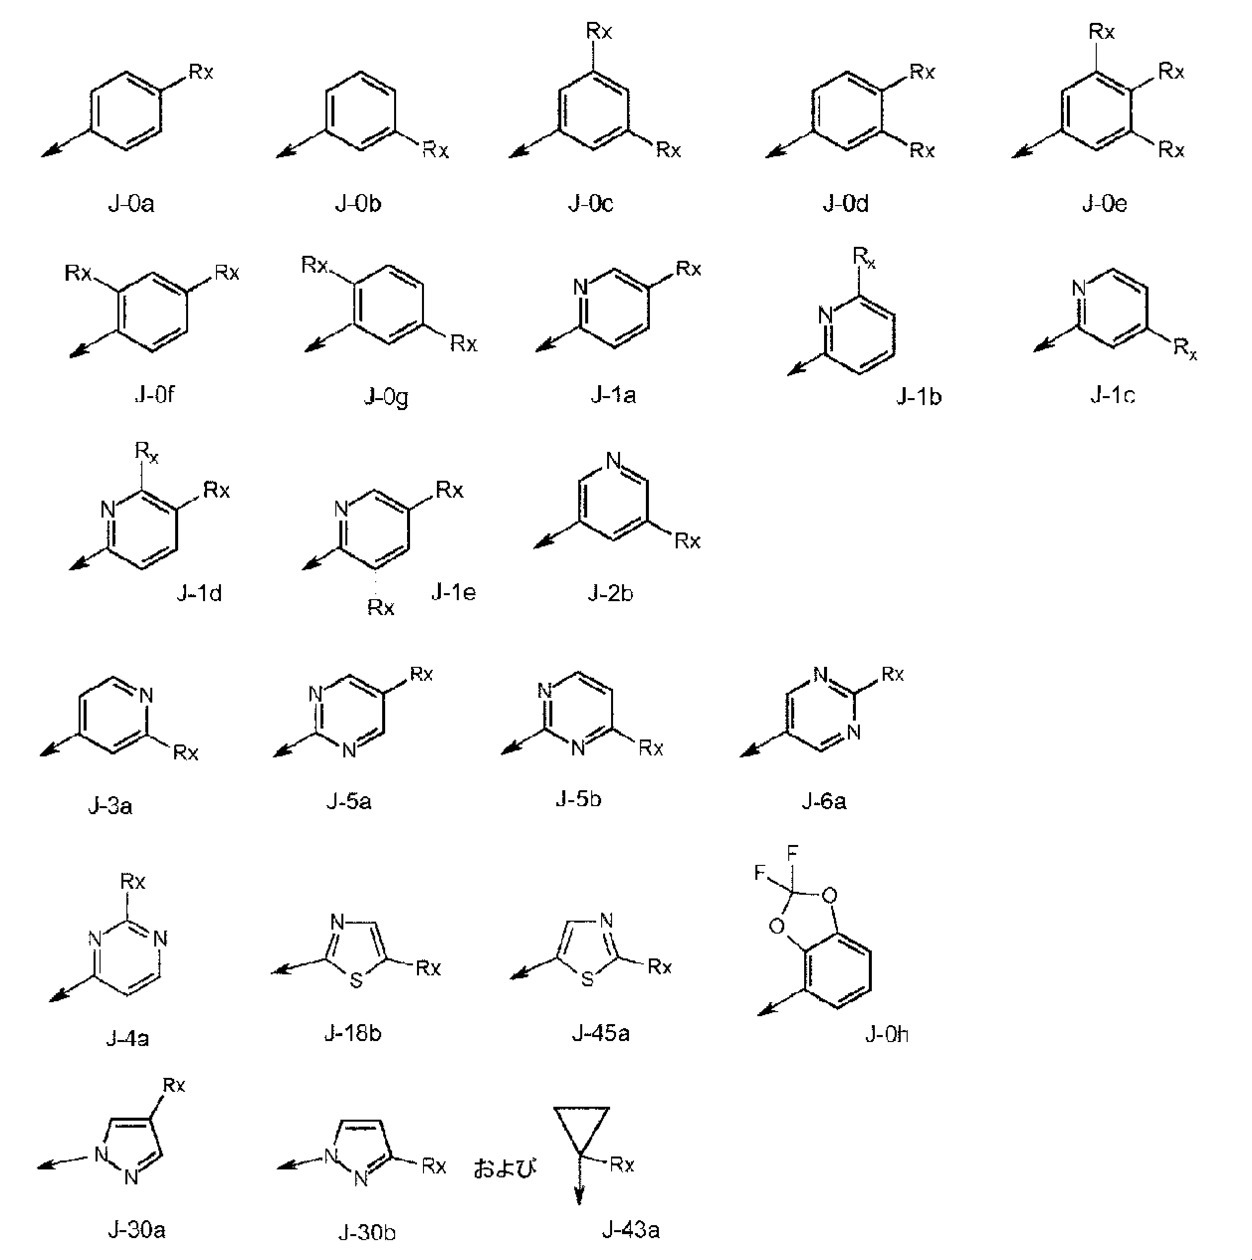 Rx Rx
Rx Rx Rx Rx
Rx Rx Rx Rx
J-0a J-0b J-0c J-0d J-0e
Rx Rx Rx Rx Rx
N N N
Rx Rx
J-0f J-0g J-1a J-1b J-1c
Rx N
N Rx N Rx
Rx
J-1d Rx J-1e J-2b
N Rx N Rx
N N N
Rx N N Rx N
J-3a J-5a J-5b J-6a
Rx F F O
N N N N O
S Rx S Rx
J-4a J-18b J-45a J-0h
Rx
N N Rx および Rx
N N
J-30a J-30b J-43a